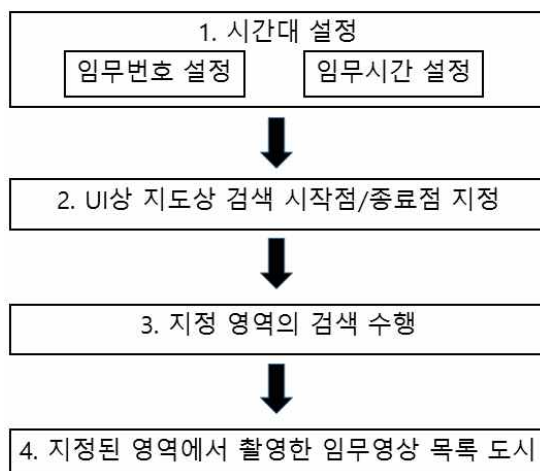 1. 시간대 설정
임무번호 설정 임무시간 설정
2. UI상 지도상 검색 시작점/종료점 지정
3. 지정 영역의 검색 수행
4. 지정된 영역에서 촬영한 임무영상 목록 도시